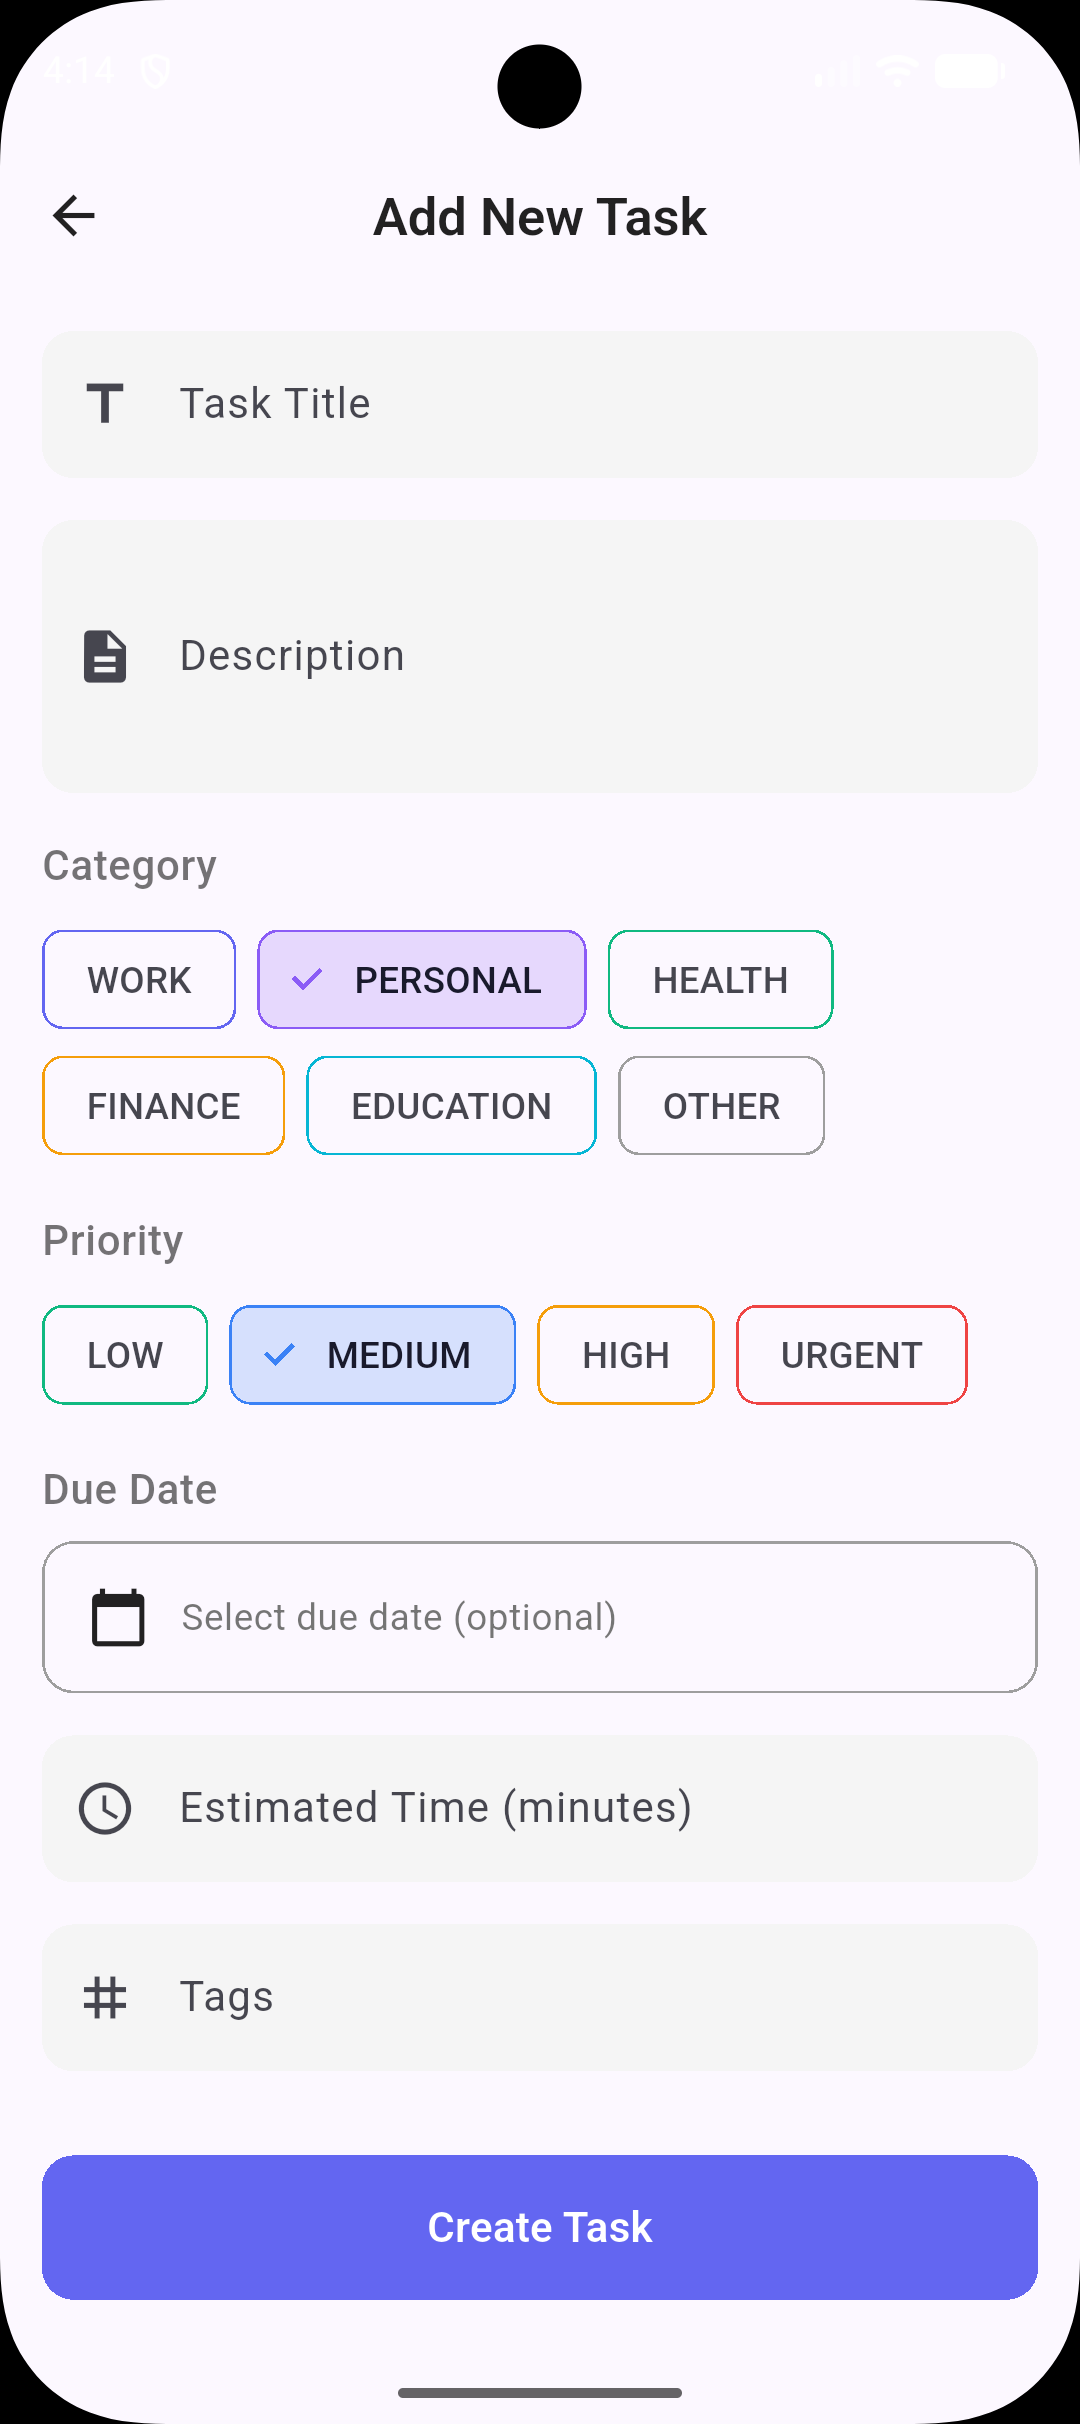 4:14
Add New Task
Task Title
Description
Category
WORK PERSONAL HEALTH
FINANCE EDUCATION OTHER
Priority
LOW MEDIUM HIGH URGENT
Due Date
Select due date (optional)
Estimated Time (minutes)
Tags
Create Task